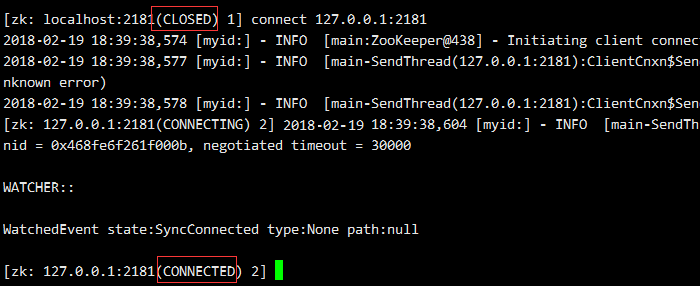 [zk: localhost:2181(CLOSED) 1] connect 127.0.0.1:2181
2018-02-19 18:39:38,574 [myid:] - INFO  [main:ZooKeeper@438] - Initiating client connec
2018-02-19 18:39:38,577 [myid:] - INFO  [main-SendThread(127.0.0.1:2181):ClientCnxn$Sen
nknown error)
2018-02-19 18:39:38,578 [myid:] - INFO  [main-SendThread(127.0.0.1:2181):ClientCnxn$Sen
[zk: 127.0.0.1:2181(CONNECTING) 2] 2018-02-19 18:39:38,604 [myid:] - INFO  [main-SendTh
nid = 0x468fe6f261f000b, negotiated timeout = 30000
WATCHER::
WatchedEvent state:SyncConnected type:None path:null
[zk: 127.0.0.1:2181(CONNECTED) 2]